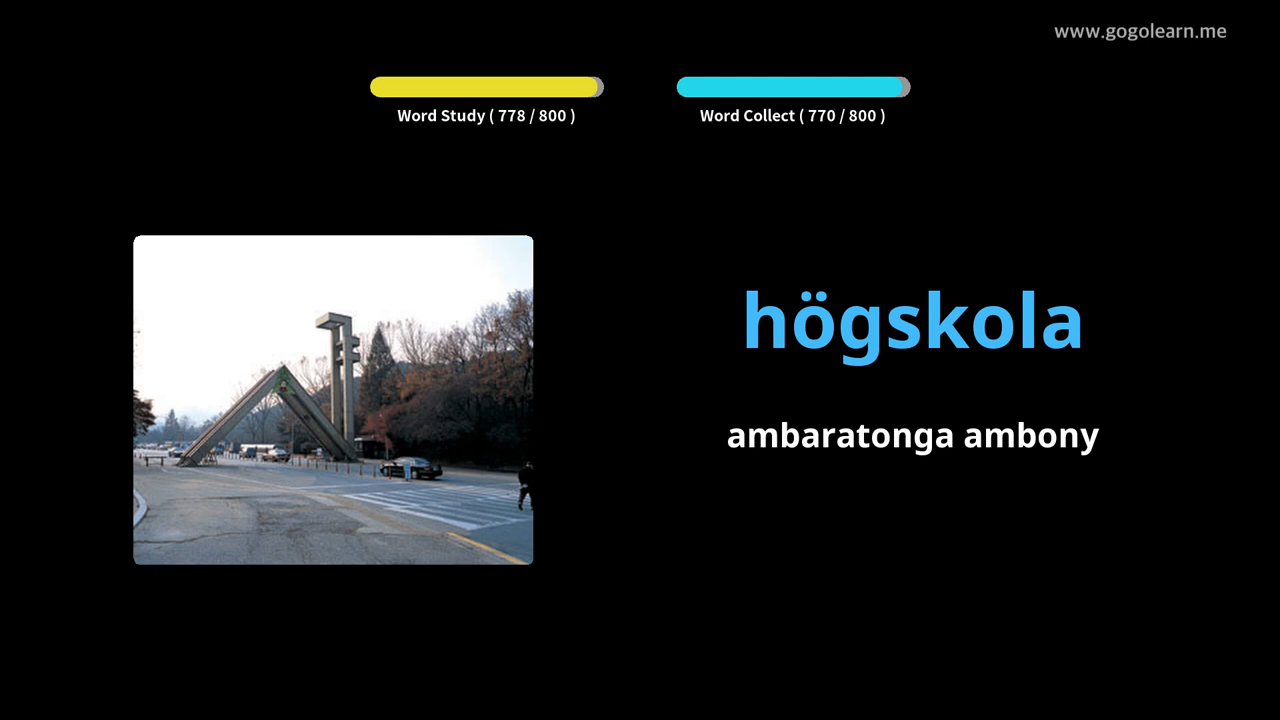 www.gogolearn.me
Word Study ( 778 / 800 )
Word Collect ( 770 / 800 )
högskola
ambaratonga ambony